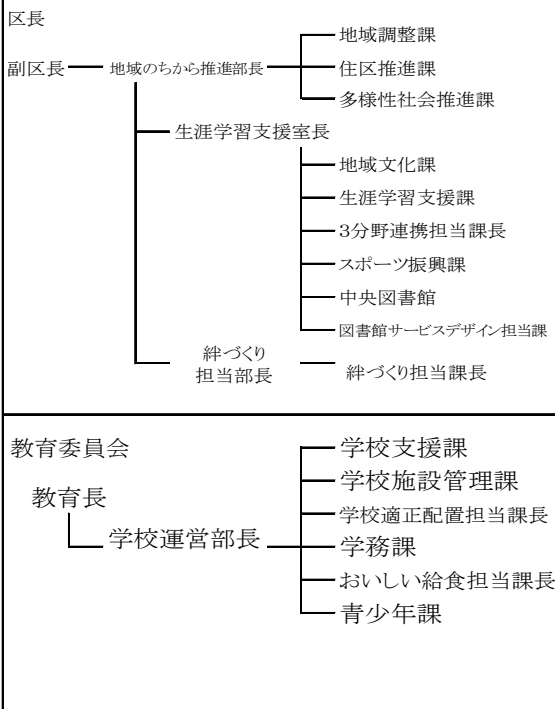 区長
副区長
地域のちから推進部長
地域調整課
住区推進課
多様性社会推進課
生涯学習支援室長
地域文化課
生涯学習支援課
3分野連携担当課長
スポーツ振興課
中央図書館
図書館サービスデザイン担当課
絆づくり
担当部長
絆づくり担当課長
教育委員会
教育長
学校運営部長
学校支援課
学校施設管理課
学校適正配置担当課長
学務課
おいしい給食担当課長
青少年課